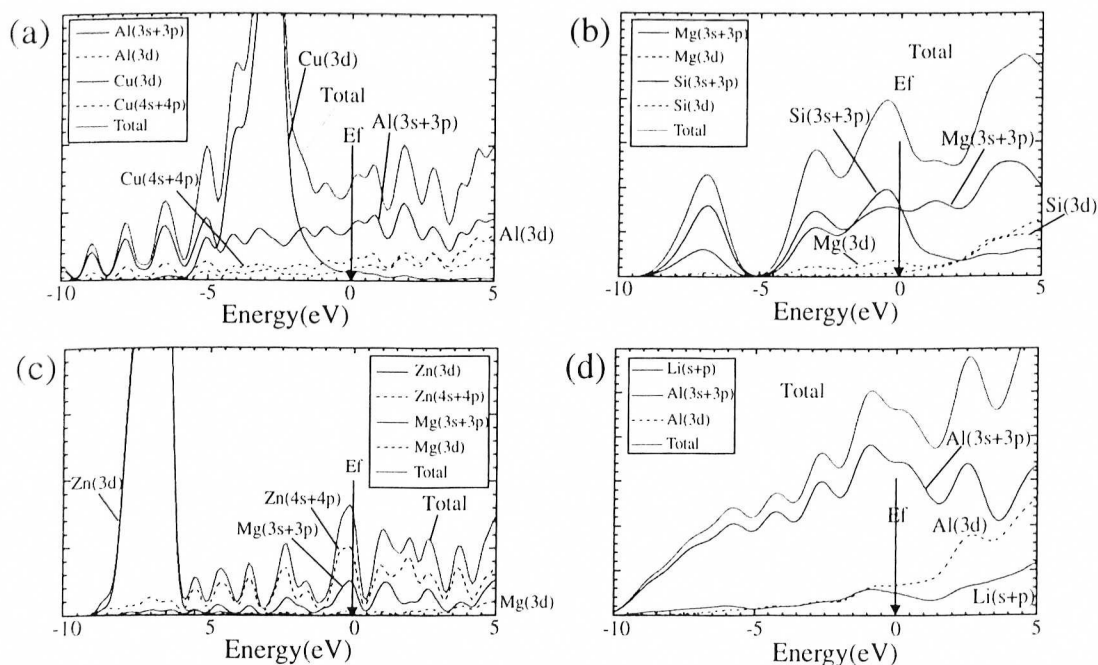 (a)
Al(3s+3p)
Al(3d)
Cu(3d)
Cu(4s+4p)
Total
Cu(3d)
Total
Ef
Al(3s+3p)
Cu(4s+4p)
Al(3d)
-10 -5 0 5
Energy(eV)
(b)
Mg(3s+3p)
Mg(3d)
Si(3s+3p)
Si(3d)
Total
Total
Ef
Si(3s+3p)
Mg(3s+3p)
Si(3d)
Mg(3d)
-10 -5 0 5
Energy(eV)
(c)
Zn(3d)
Zn(4s+4p)
Mg(3s+3p)
Mg(3d)
Total
Ef
Zn(3d)
Zn(4s+4p)
Total
Mg(3s+3p)
Mg(3d)
-10 -5 0 5
Energy(eV)
(d)
Li(s+p)
Al(3s+3p)
Al(3d)
Total
Total
Al(3s+3p)
Ef
Al(3d)
Li(s+p)
-10 -5 0 5
Energy(eV)